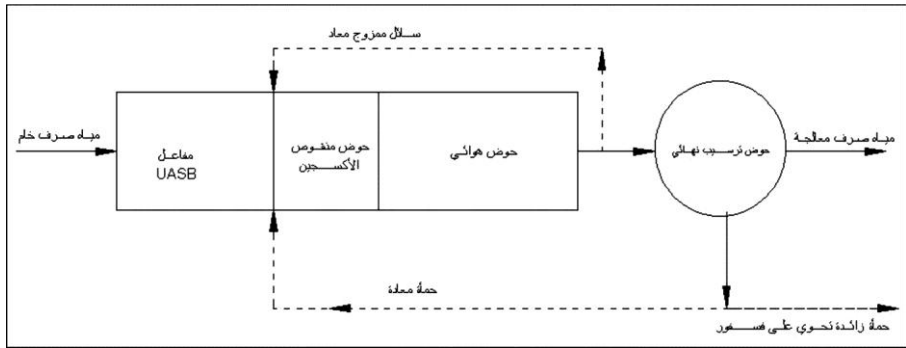 سائل ممزوج معاد
مياه صرف خام
مفاعل
UASB
حوض منقوص
الأكسجين
حوض هوائي
حوض ترسيب نهائي
مياه صرف معالجة
حمأة معادة
حمأة زائدة تحوي على فسفور